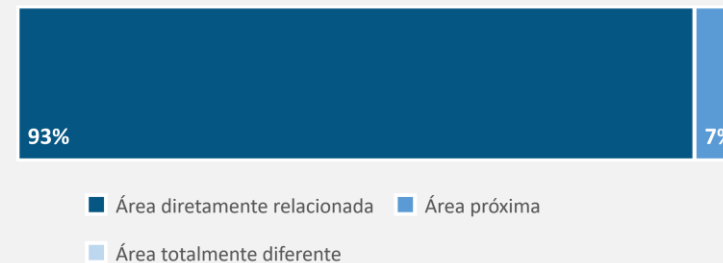 93% 7%
Área diretamente relacionada Área próxima
Área totalmente diferente